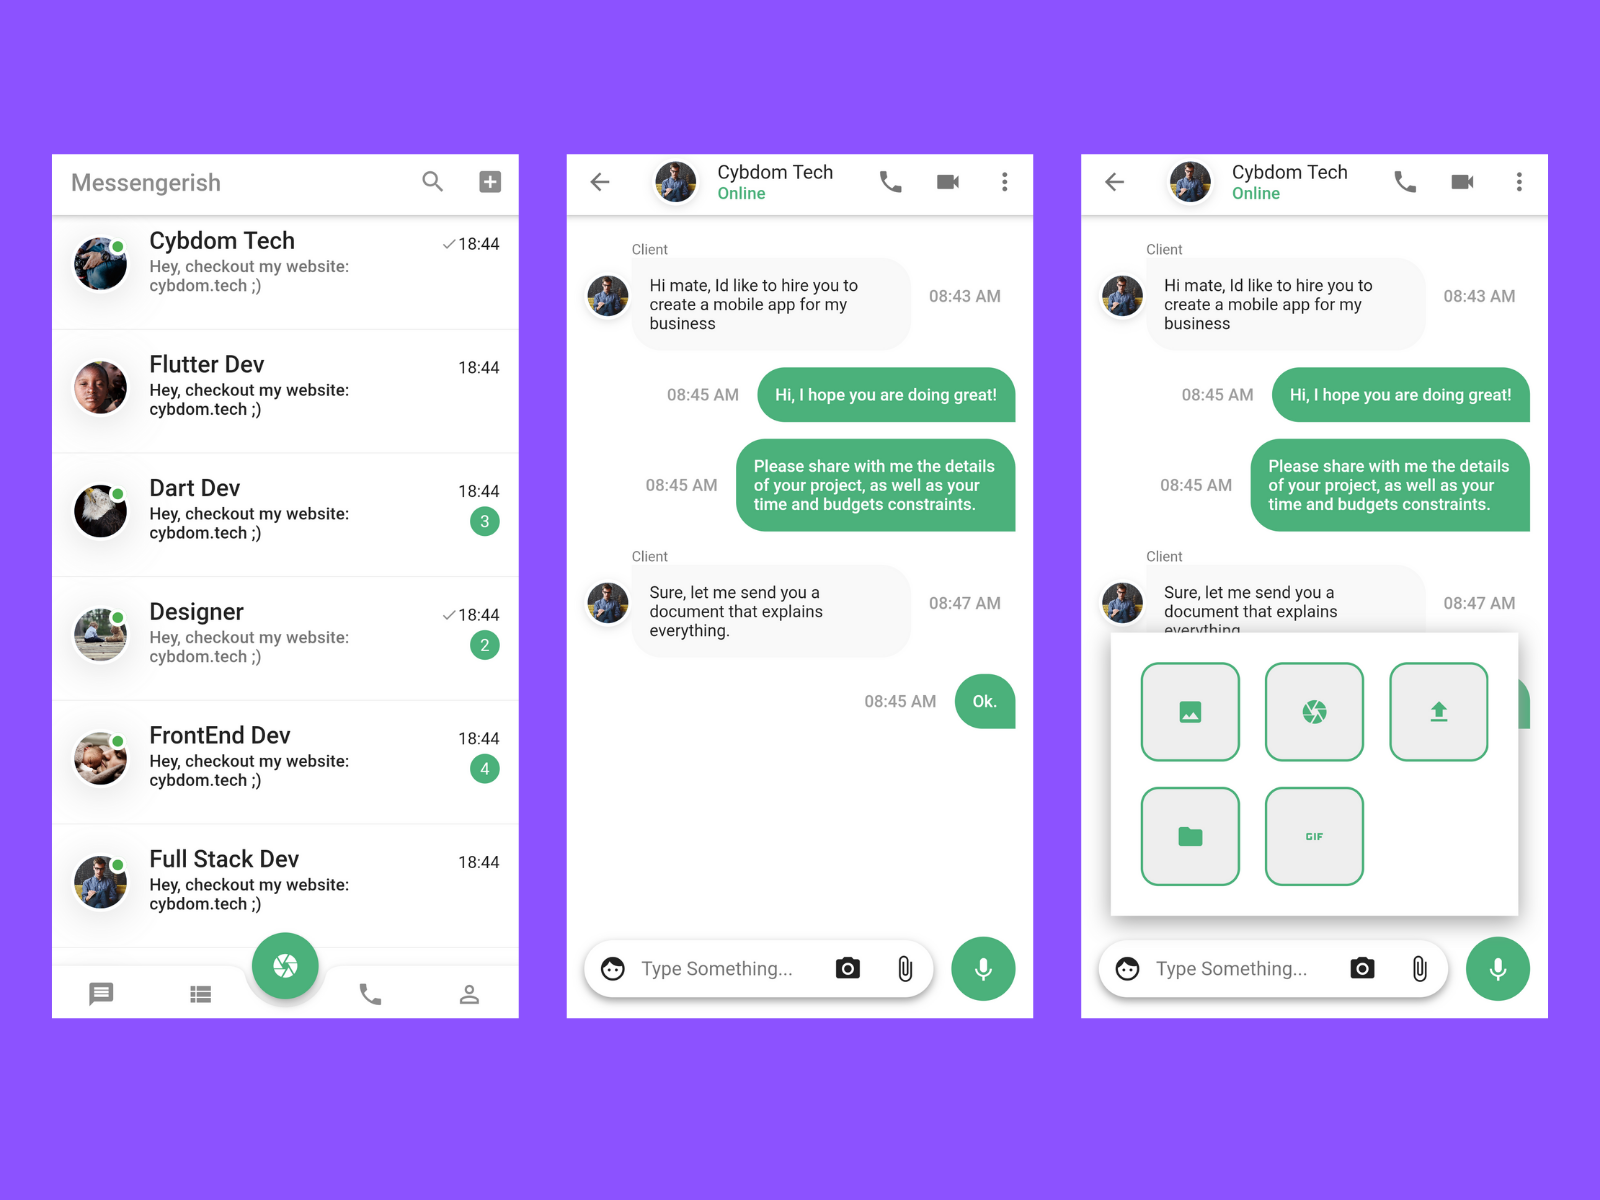 Messengerish
Cybdom Tech
18:44
Hey, checkout my website:
cybdom.tech ;)
Flutter Dev
18:44
Hey, checkout my website:
cybdom.tech ;)
Dart Dev
18:44
Hey, checkout my website:
cybdom.tech ;)
3
Designer
18:44
Hey, checkout my website:
cybdom.tech ;)
2
FrontEnd Dev
18:44
Hey, checkout my website:
cybdom.tech ;)
4
Full Stack Dev
18:44
Hey, checkout my website:
cybdom.tech ;)
Cybdom Tech
Online
Client
Hi mate, Id like to hire you to
create a mobile app for my
business
08:43 AM
08:45 AM
Hi, I hope you are doing great!
08:45 AM
Please share with me the details
of your project, as well as your
time and budgets constraints.
Client
Sure, let me send you a
document that explains
everything.
08:47 AM
08:45 AM
Ok.
Type Something...
Cybdom Tech
Online
Client
Hi mate, Id like to hire you to
create a mobile app for my
business
08:43 AM
08:45 AM
Hi, I hope you are doing great!
08:45 AM
Please share with me the details
of your project, as well as your
time and budgets constraints.
Client
Sure, let me send you a
document that explains
everything
08:47 AM
GIF
Type Something...